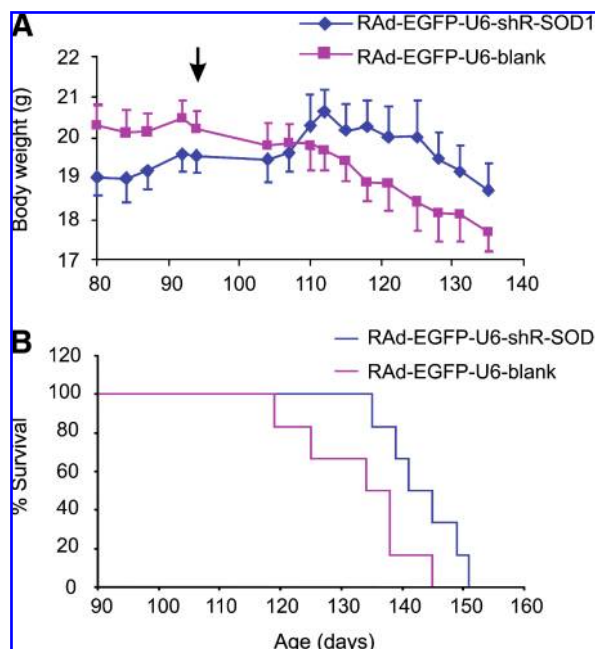 A
RAd-EGFP-U6-shR-SOD1
RAd-EGFP-U6-blank
Body weight (g)
22
21
20
19
18
17
80 90 100 110 120 130 140
B
RAd-EGFP-U6-shR-SOD
RAd-EGFP-U6-blank
% Survival
120
100
80
60
40
20
0
90 100 110 120 130 140 150 160
Age (days)